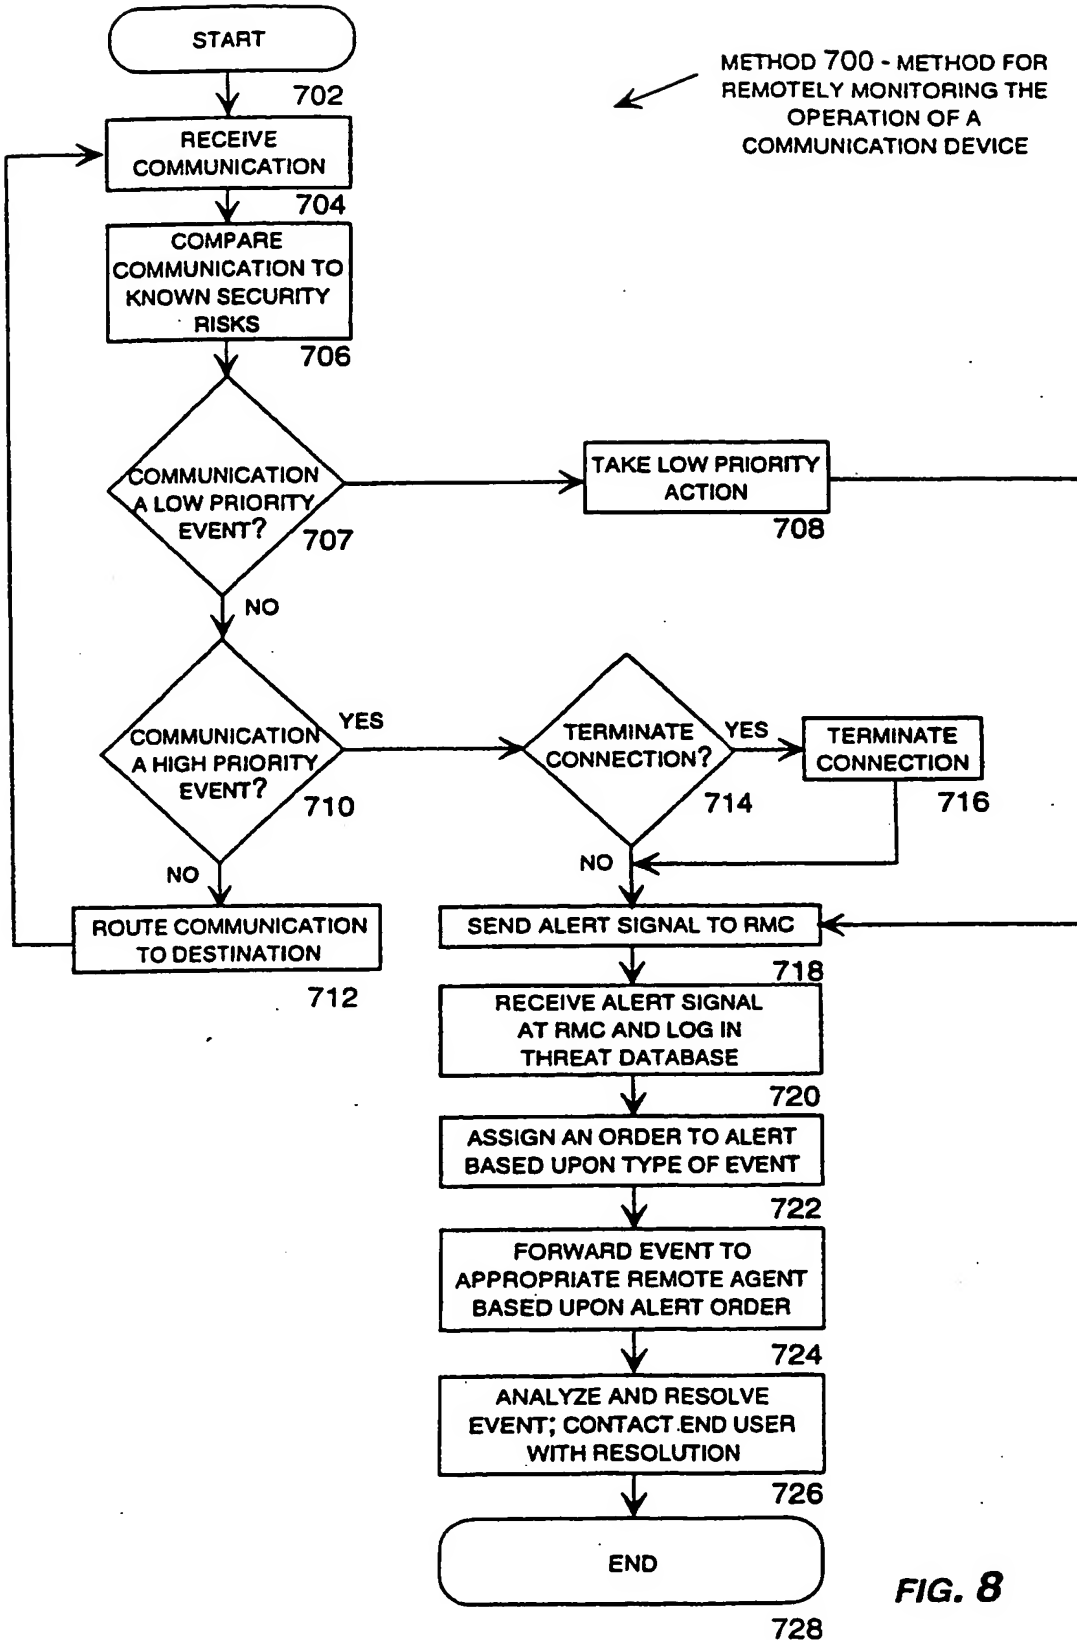 START
702
METHOD 700 - METHOD FOR
REMOTELY MONITORING THE
OPERATION OF A
COMMUNICATION DEVICE
RECEIVE
COMMUNICATION
704
COMPARE
COMMUNICATION TO
KNOWN SECURITY
RISKS
706
COMMUNICATION
A LOW PRIORITY
EVENT?
707
TAKE LOW PRIORITY
ACTION
708
NO
COMMUNICATION
A HIGH PRIORITY
EVENT?
710
YES
TERMINATE
CONNECTION?
714
YES
TERMINATE
CONNECTION
716
NO
NO
ROUTE COMMUNICATION
TO DESTINATION
712
SEND ALERT SIGNAL TO RMC
718
RECEIVE ALERT SIGNAL
AT RMC AND LOG IN
THREAT DATABASE
720
ASSIGN AN ORDER TO ALERT
BASED UPON TYPE OF EVENT
722
FORWARD EVENT TO
APPROPRIATE REMOTE AGENT
BASED UPON ALERT ORDER
724
ANALYZE AND RESOLVE
EVENT; CONTACT END USER
WITH RESOLUTION
726
END
728
FIG. 8